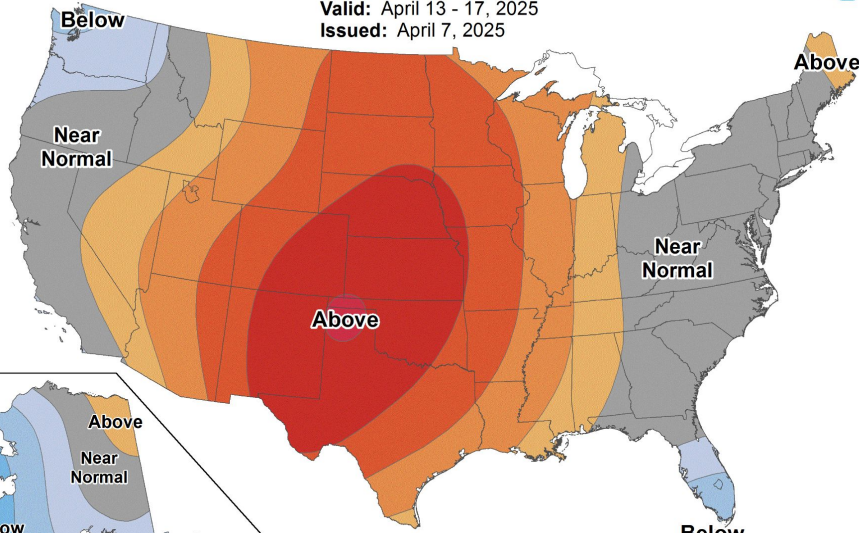 Valid: April 13 - 17, 2025
Issued: April 7, 2025
Below
Above
Near
Normal
Near
Normal
Above
Above
Near
Normal
ow
Below